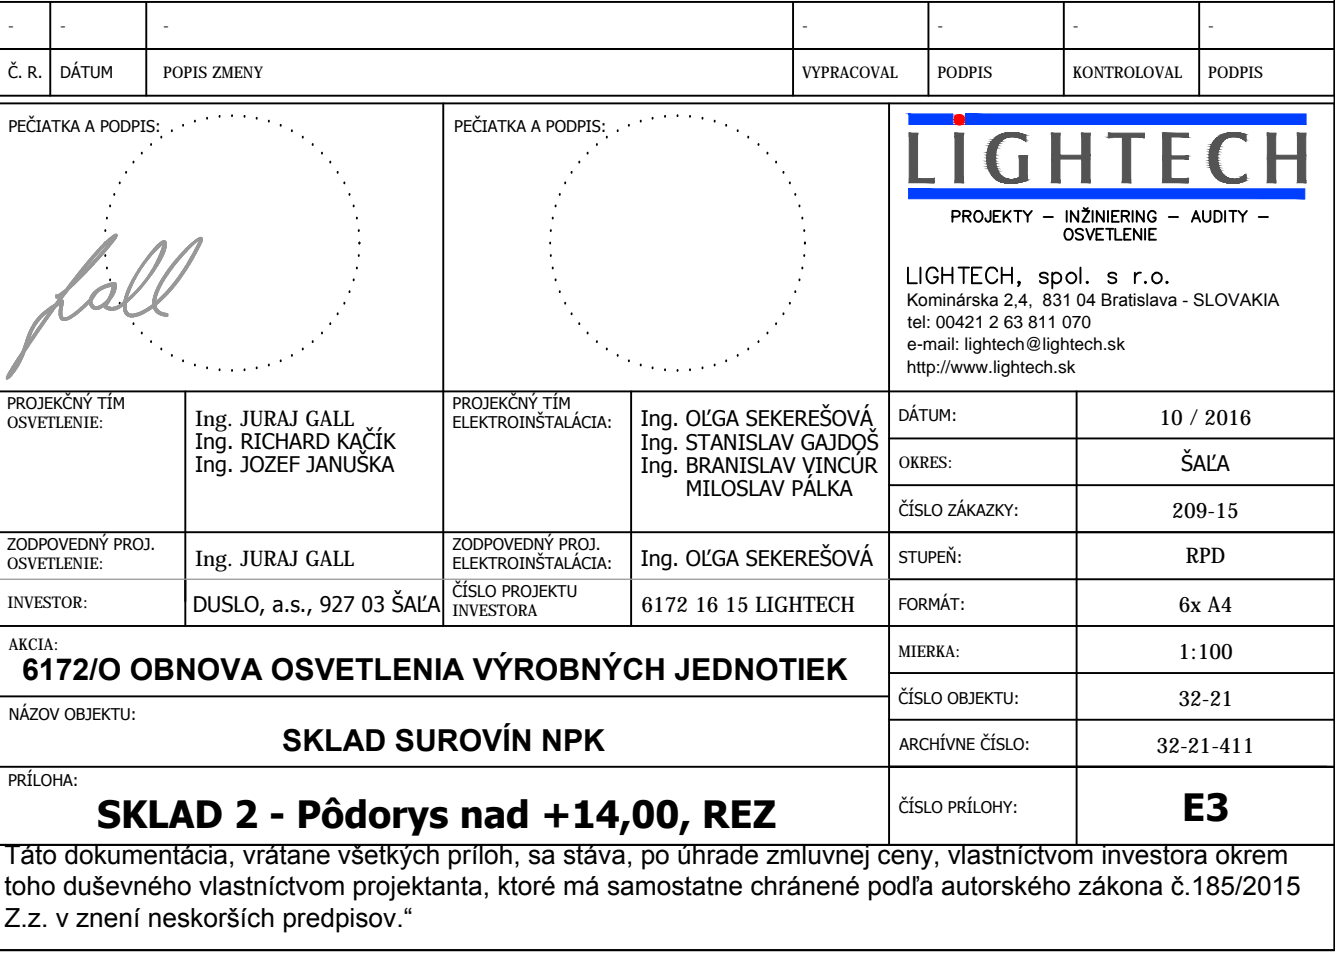 - - - - - - -
Č. R. DÁTUM POPIS ZMENY VYPRACOVAL PODPIS KONTROLOVAL PODPIS
PEČIATKA A PODPIS:
Gall
PEČIATKA A PODPIS:
LIGHTECH
PROJEKTY – INŽINIERING – AUDITY –
OSVETLENIE
LIGHTECH, spol. s r.o.
Kominárska 2,4, 831 04 Bratislava - SLOVAKIA
tel: 00421 2 63 811 070
e-mail: lightech@lightech.sk
http://www.lightech.sk
PROJEKČNÝ TÍM
OSVETLENIE:
Ing. JURAJ GALL
Ing. RICHARD KAČÍK
Ing. JOZEF JANUŠKA
PROJEKČNÝ TÍM
ELEKTROINŠTALÁCIA:
Ing. OĽGA SEKEREŠOVÁ
Ing. STANISLAV GAJDOŠ
Ing. BRANISLAV VINCÚR
MILOSLAV PÁLKA
DÁTUM: 10 / 2016
OKRES: ŠAĽA
ČÍSLO ZÁKAZKY: 209-15
ZODPOVEDNÝ PROJ.
OSVETLENIE:
Ing. JURAJ GALL
ZODPOVEDNÝ PROJ.
ELEKTROINŠTALÁCIA:
Ing. OĽGA SEKEREŠOVÁ
STUPEŇ: RPD
INVESTOR: DUSLO, a.s., 927 03 ŠAĽA
ČÍSLO PROJEKTU
INVESTORA
6172 16 15 LIGHTECH
FORMÁT: 6x A4
AKCIA:
6172/O OBNOVA OSVETLENIA VÝROBNÝCH JEDNOTIEK
MIERKA: 1:100
ČÍSLO OBJEKTU: 32-21
NÁZOV OBJEKTU:
SKLAD SUROVÍN NPK
ARCHÍVNE ČÍSLO: 32-21-411
PRÍLOHA:
SKLAD 2 - Pôdorys nad +14,00, REZ
ČÍSLO PRÍLOHY: E3
Táto dokumentácia, vrátane všetkých príloh, sa stáva, po úhrade zmluvnej ceny, vlastníctvom investora okrem
toho duševného vlastníctvom projektanta, ktoré má samostatne chránené podľa autorského zákona č.185/2015
Z.z. v znení neskorších predpisov.“